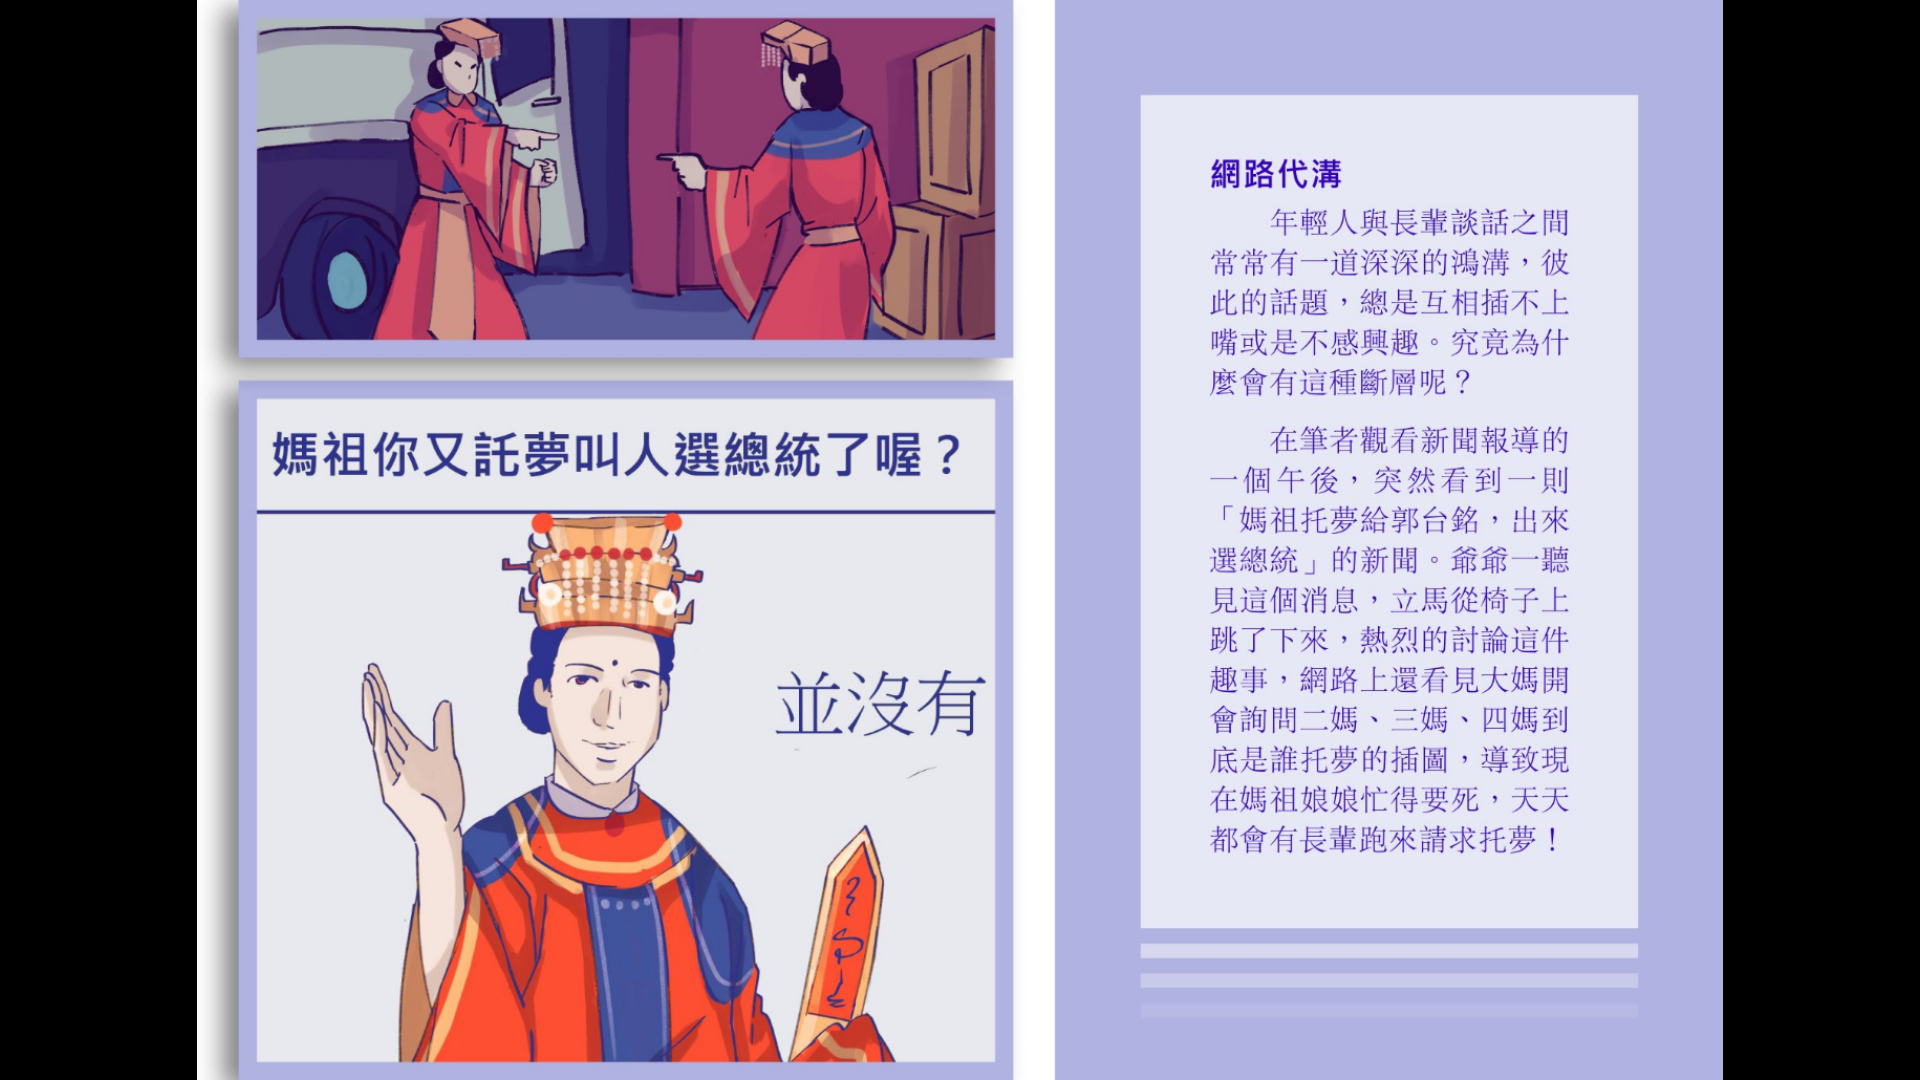 媽祖你又託夢叫人選總統了喔？
並沒有
網路代溝
年輕人與長輩談話之間
常常有一道深深的鴻溝，彼
此的話題，總是互相插不上
嘴或是不感興趣。究竟為什
麼會有這種斷層呢？
在筆者觀看新聞報導的
一個午後，突然看到一則
「媽祖托夢給郭台銘，出來
選總統」的新聞。爺爺一聽
見這個消息，立馬從椅子上
跳了下來，熱烈的討論這件
趣事，網路上還看見大媽開
會詢問二媽、三媽、四媽到
底是誰托夢的插圖，導致現
在媽祖娘娘忙得要死，天天
都會有長輩跑來請求托夢！